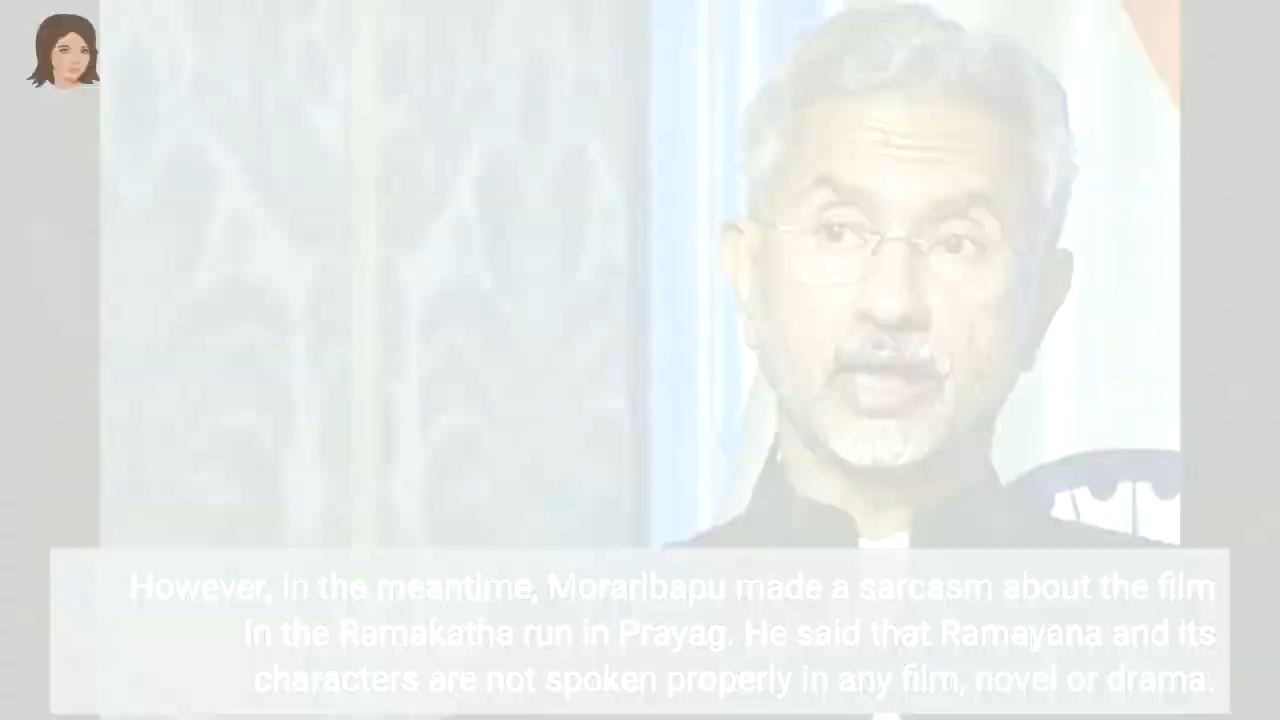 However, in the meantime, Moraribapu made a sarcasm about the film
in the Ramakatha run in Prayag. He said that Ramayana and its
characters are not spoken properly in any film, novel or drama.